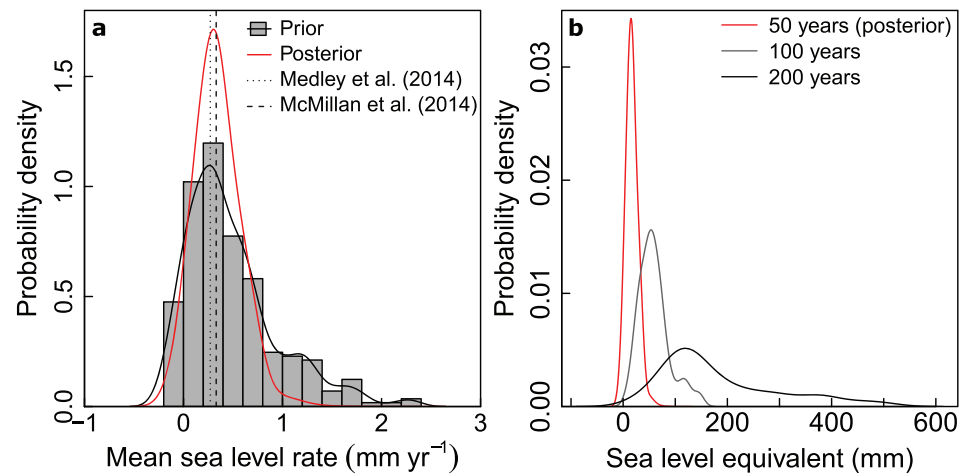 a
Prior
Posterior
Medley et al. (2014)
McMillan et al. (2014)
Probability density
0.0
0.5
1.0
1.5
−1
0
1
2
3
Mean sea level rate (mm yr⁻¹)
b
50 years (posterior)
100 years
200 years
Probability density
0.00
0.01
0.02
0.03
0
200
400
600
Sea level equivalent (mm)